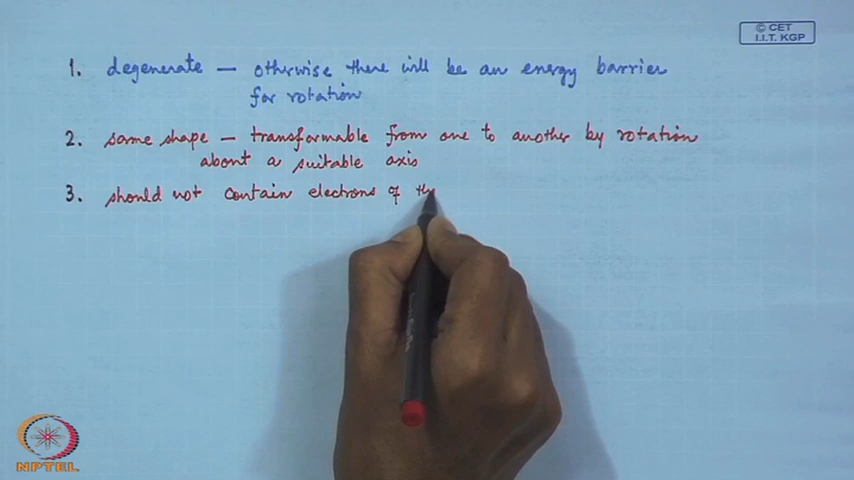 © CET
I.I.T. KGP
1. degenerate — otherwise there will be an energy barrier
for rotation
2. same shape — transformable from one to another by rotation
about a suitable axis
3. should not contain electrons of th
NPTEL